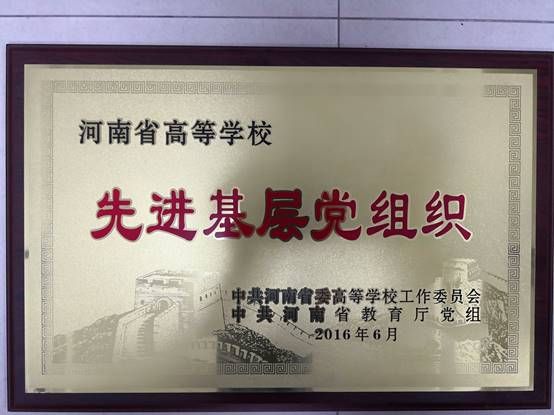 河南省高等学校
先进基层党组织
中共河南省委高等学校工作委员会
中共河南省教育厅党组
2016年6月